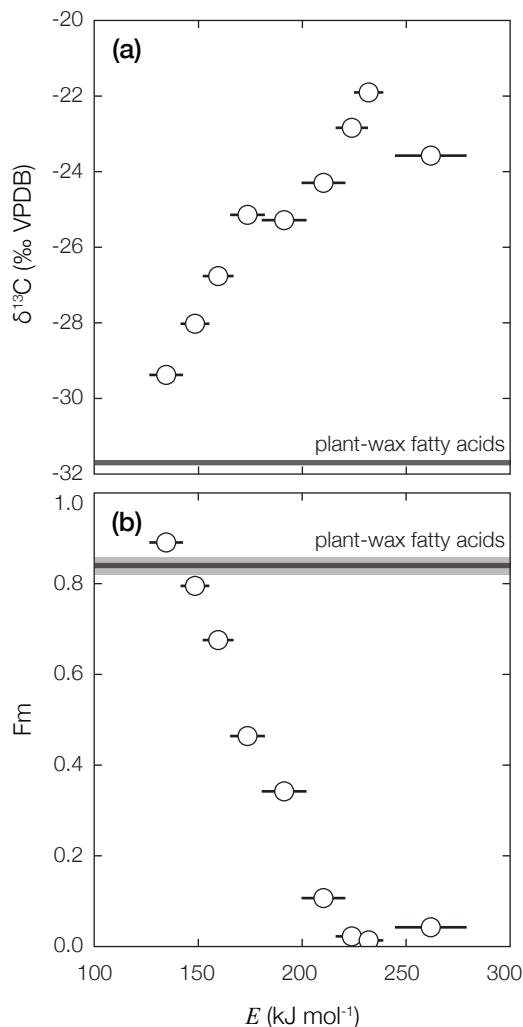 (a)
-20
-22
-24
-26
-28
-30
-32
δ¹³C (‰ VPDB)
plant-wax fatty acids
(b)
1.0
0.8
0.6
0.4
0.2
0.0
Fm
plant-wax fatty acids
100 150 200 250 300
E (kJ mol⁻¹)